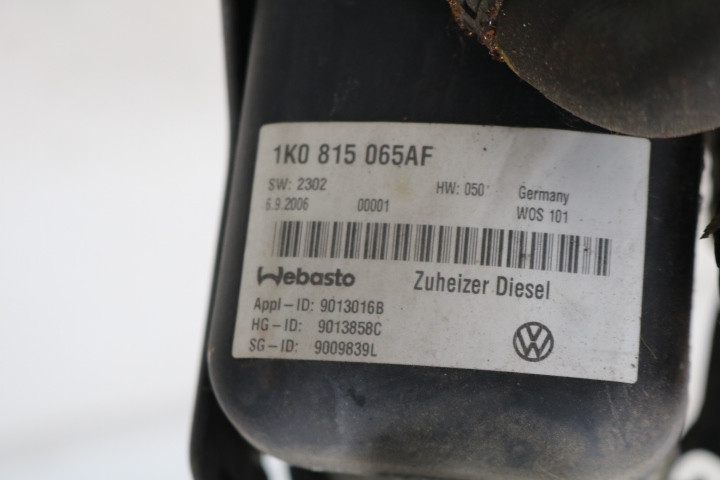 1K0 815 065AF
SW: 2302 HW: 050 Germany
6.9.2006 00001 WOS 101
Webasto Zuheizer Diesel
Appl-ID: 9013016B
HG-ID: 9013858C
SG-ID: 9009839L